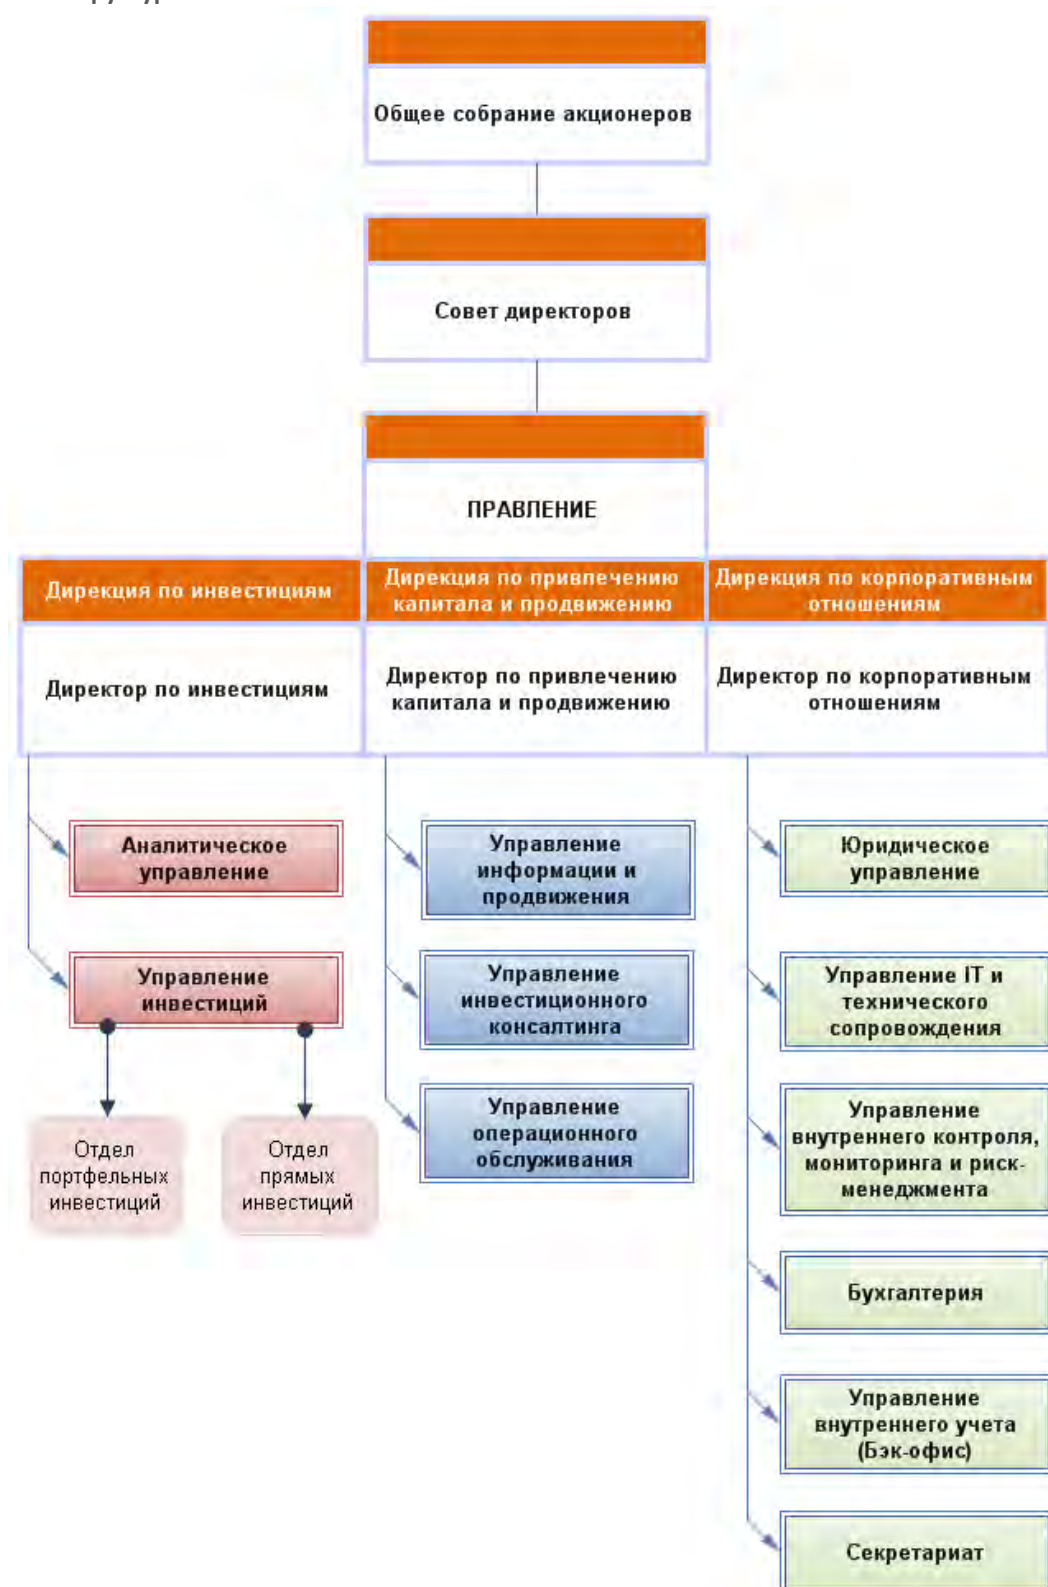 Общее собрание акционеров
Совет директоров
ПРАВЛЕНИЕ
Дирекция по инвестициям
Дирекция по привлечению
капитала и продвижению
Дирекция по корпоративным
отношениям
Директор по инвестициям
Директор по привлечению
капитала и продвижению
Директор по корпоративным
отношениям
Аналитическое
управление
Управление
инвестиций
Отдел
портфельных
инвестиций
Отдел
прямых
инвестиций
Управление
информации и
продвижения
Управление
инвестиционного
консалтинга
Управление
операционного
обслуживания
Юридическое
управление
Управление IT и
технического
сопровождения
Управление
внутреннего контроля,
мониторинга и риск-
менеджмента
Бухгалтерия
Управление
внутреннего учета
(Бэк-офис)
Секретариат